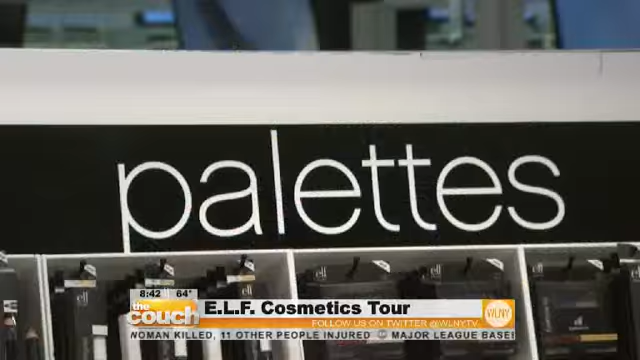 palettes
elf
8:42 64°
the couch
E.L.F. Cosmetics Tour
FOLLOW US ON TWITTER @WLNYTV
WLNY
WOMAN KILLED, 11 OTHER PEOPLE INJURED MAJOR LEAGUE BASE